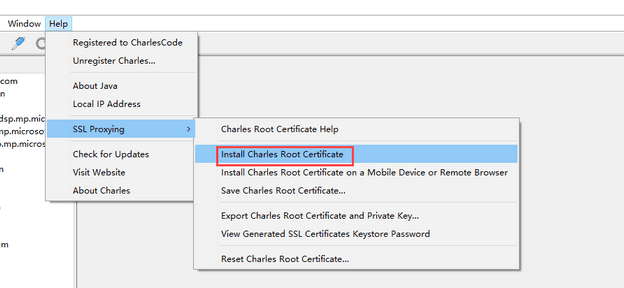 Window Help
Registered to CharlesCode
Unregister Charles...
About Java
Local IP Address
SSL Proxying
Check for Updates
Visit Website
About Charles
Charles Root Certificate Help
Install Charles Root Certificate
Install Charles Root Certificate on a Mobile Device or Remote Browser
Save Charles Root Certificate...
Export Charles Root Certificate and Private Key...
View Generated SSL Certificates Keystore Password
Reset Charles Root Certificate...
com
n
dsp.mp.mic
mp.microsof
o.mp.micros
m
om